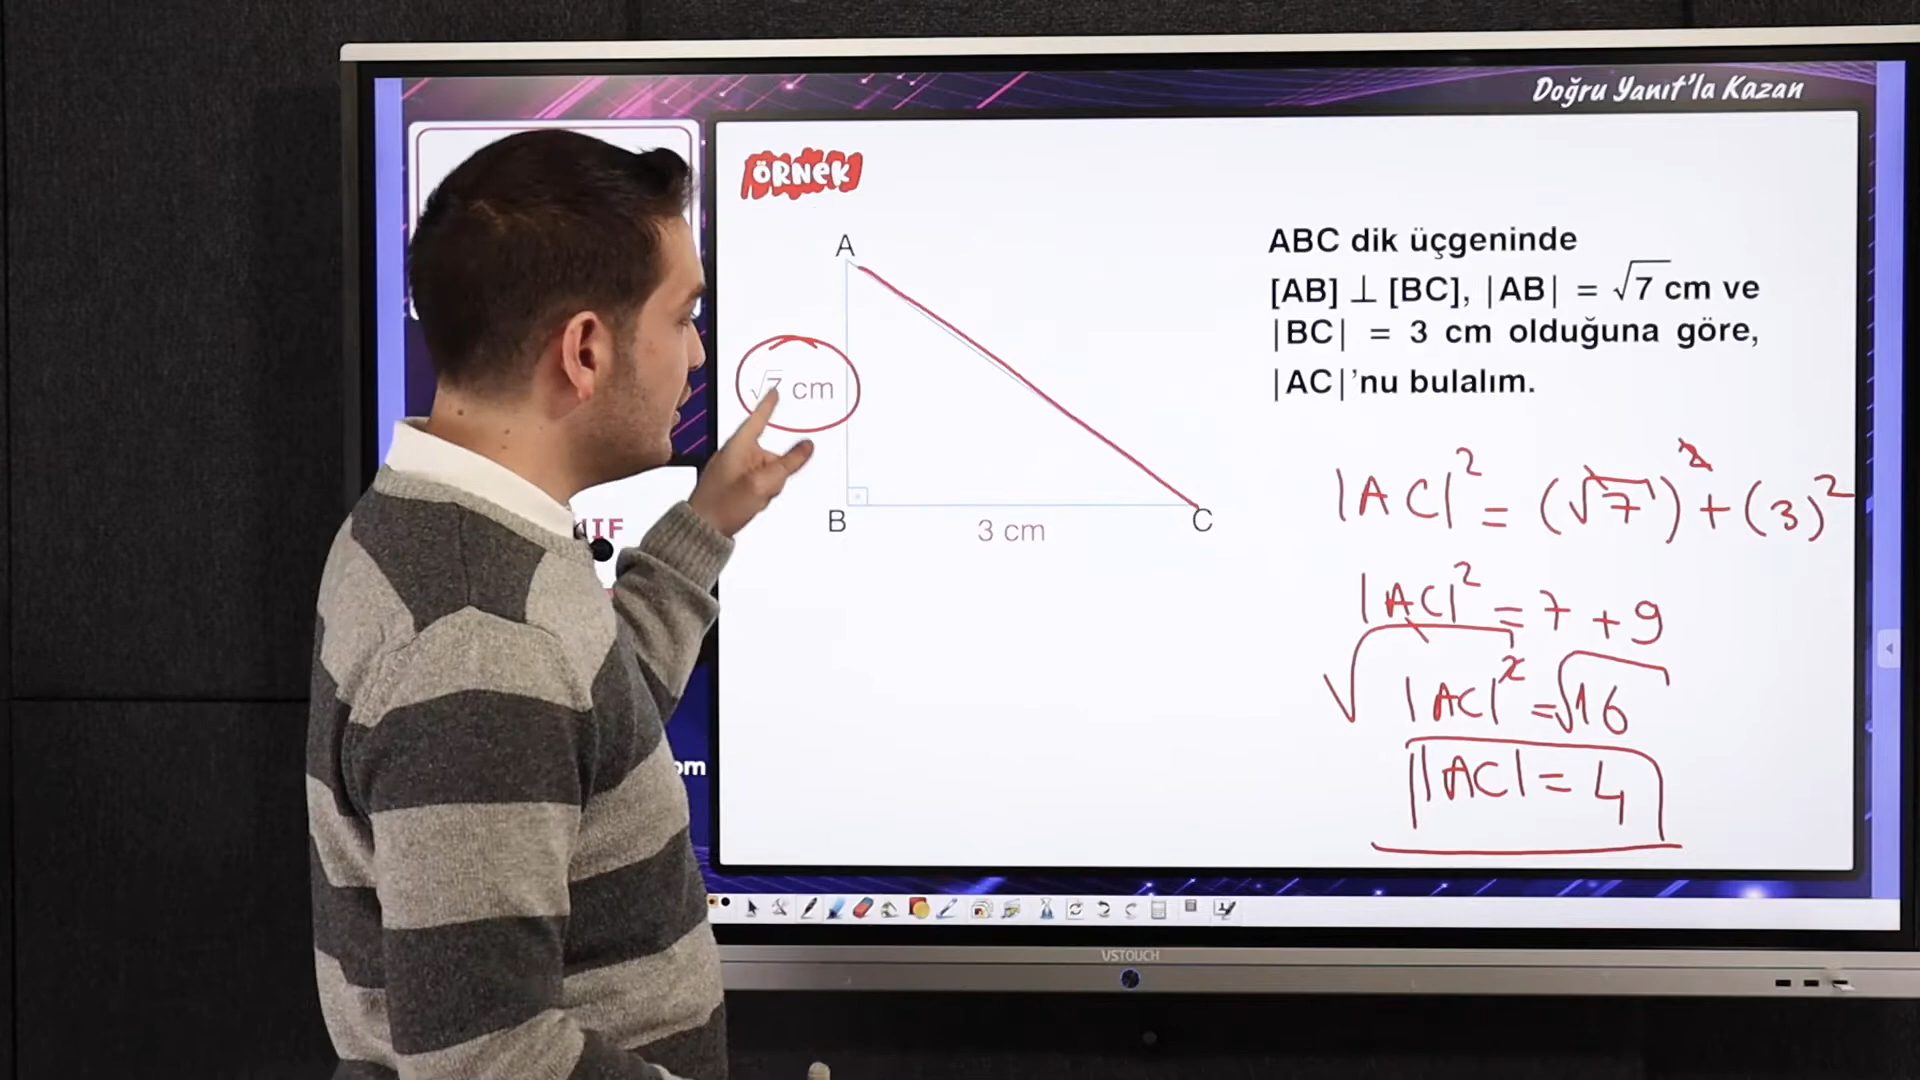 Doğru Yanıt'la Kazan
ÖRNEK
A
√7 cm
B
3 cm
C
ABC dik üçgeninde
[AB] ⊥ [BC], |AB| = √7 cm ve
|BC| = 3 cm olduğuna göre,
|AC|'nu bulalım.
|AC|² = (√7)² + (3)²
|AC|² = 7 + 9
√|AC|² = √16
|AC| = 4
VSTOUCH